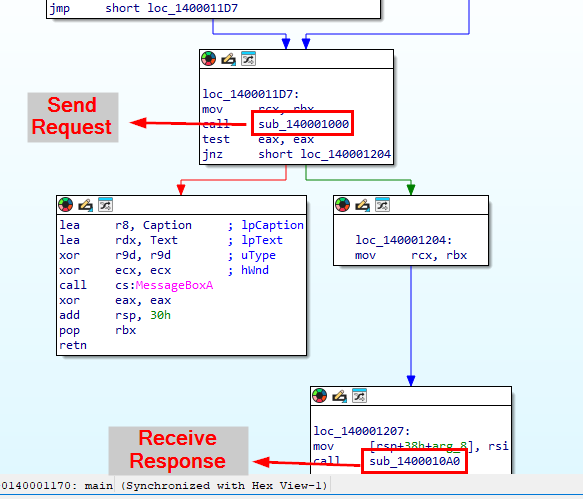 jmp     short loc_1400011D7
loc_1400011D7:
mov     rcx, rbx
call    sub_140001000
test    eax, eax
jnz     short loc_140001204
Send
Request
lea     r8, Caption     ; lpCaption
lea     rdx, Text       ; lpText
xor     r9d, r9d        ; uType
xor     ecx, ecx        ; hWnd
call    cs:MessageBoxA
xor     eax, eax
add     rsp, 30h
pop     rbx
retn
loc_140001204:
mov     rcx, rbx
loc_140001207:
mov     [rsp+38h+arg_8], rsi
call    sub_1400010A0
Receive
Response
0140001170: main (Synchronized with Hex View-1)